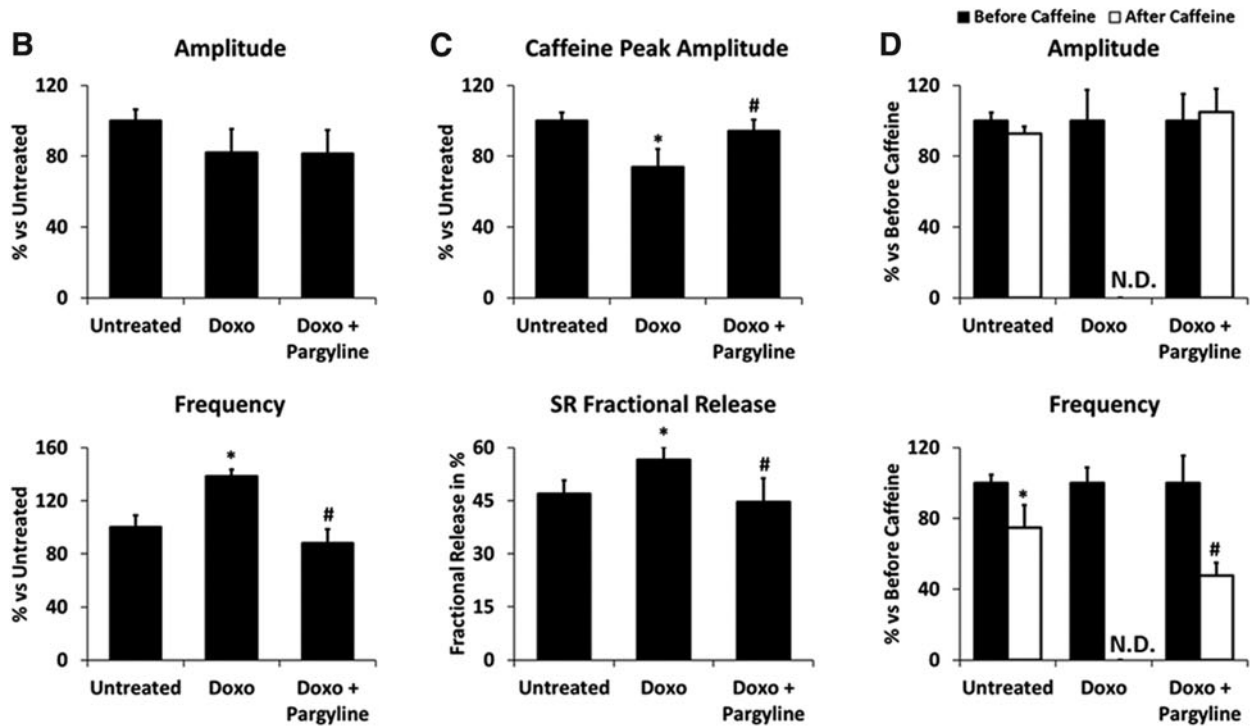 Before Caffeine After Caffeine
B
Amplitude
% vs Untreated
120
80
40
0
Untreated Doxo Doxo +
Pargyline
Frequency
% vs Untreated
160
120
80
40
0
*
#
Untreated Doxo Doxo +
Pargyline
C
Caffeine Peak Amplitude
% vs Untreated
120
80
40
0
*
#
Untreated Doxo Doxo +
Pargyline
SR Fractional Release
Fractional Release in %
60
45
30
15
0
*
#
Untreated Doxo Doxo +
Pargyline
D
Amplitude
% vs Before Caffeine
120
80
40
0
N.D.
Untreated Doxo Doxo +
Pargyline
Frequency
% vs Before Caffeine
120
80
40
0
*
N.D.
#
Untreated Doxo Doxo +
Pargyline